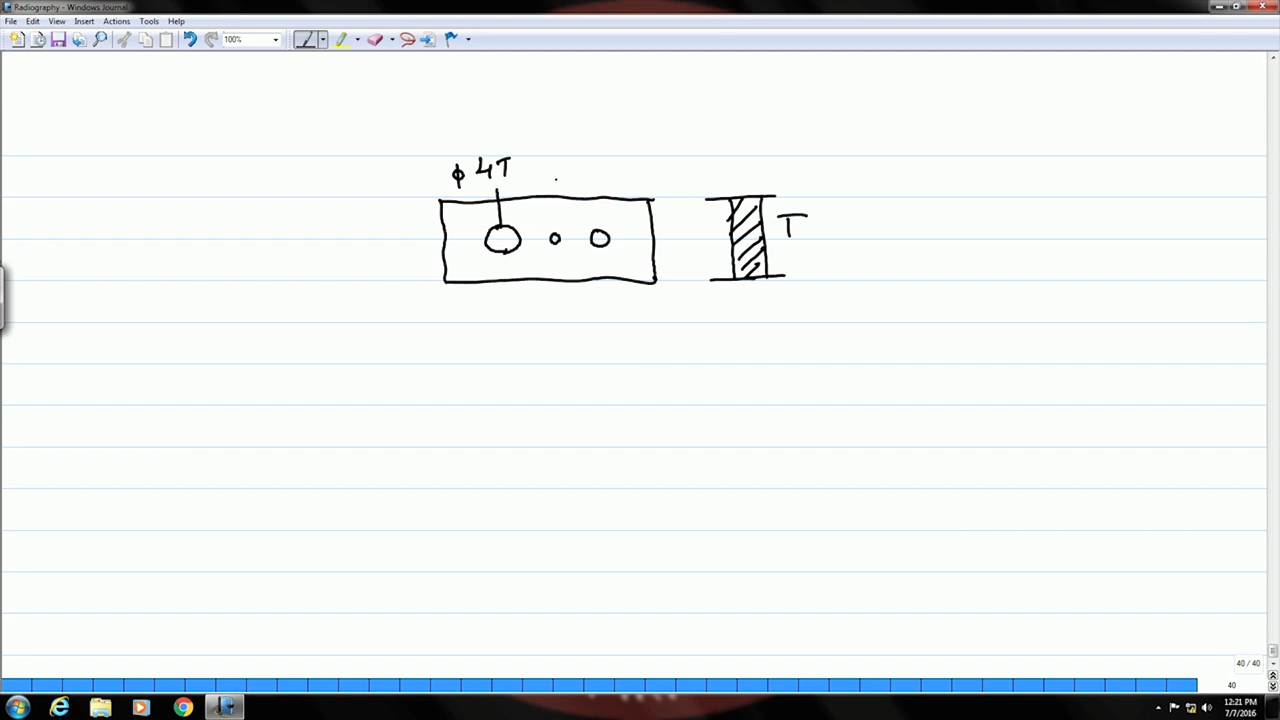 Radiography - Windows Journal
File Edit View Insert Actions Tools Help
100%
ϕ 4T
T
40 / 40
40
12:21 PM
7/7/2016